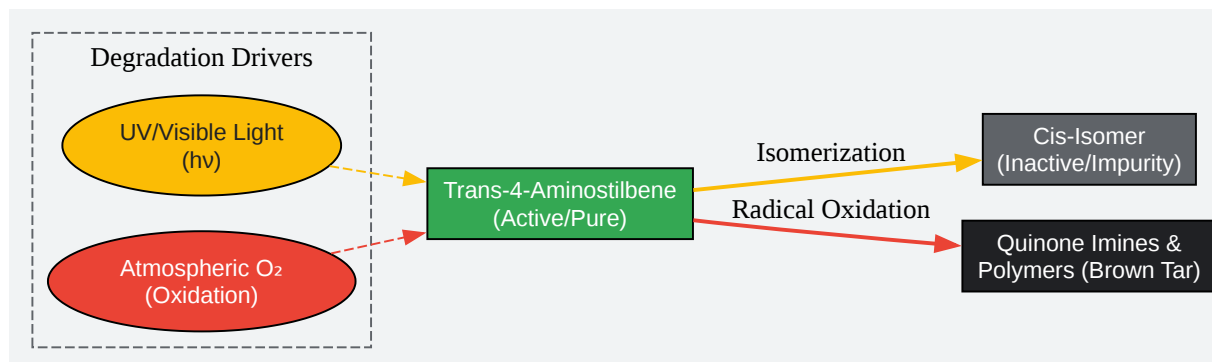 Degradation Drivers
UV/Visible Light
(hν)
Atmospheric O₂
(Oxidation)
Trans-4-Aminostilbene
(Active/Pure)
Isomerization
Radical Oxidation
Cis-Isomer
(Inactive/Impurity)
Quinone Imines &
Polymers (Brown Tar)